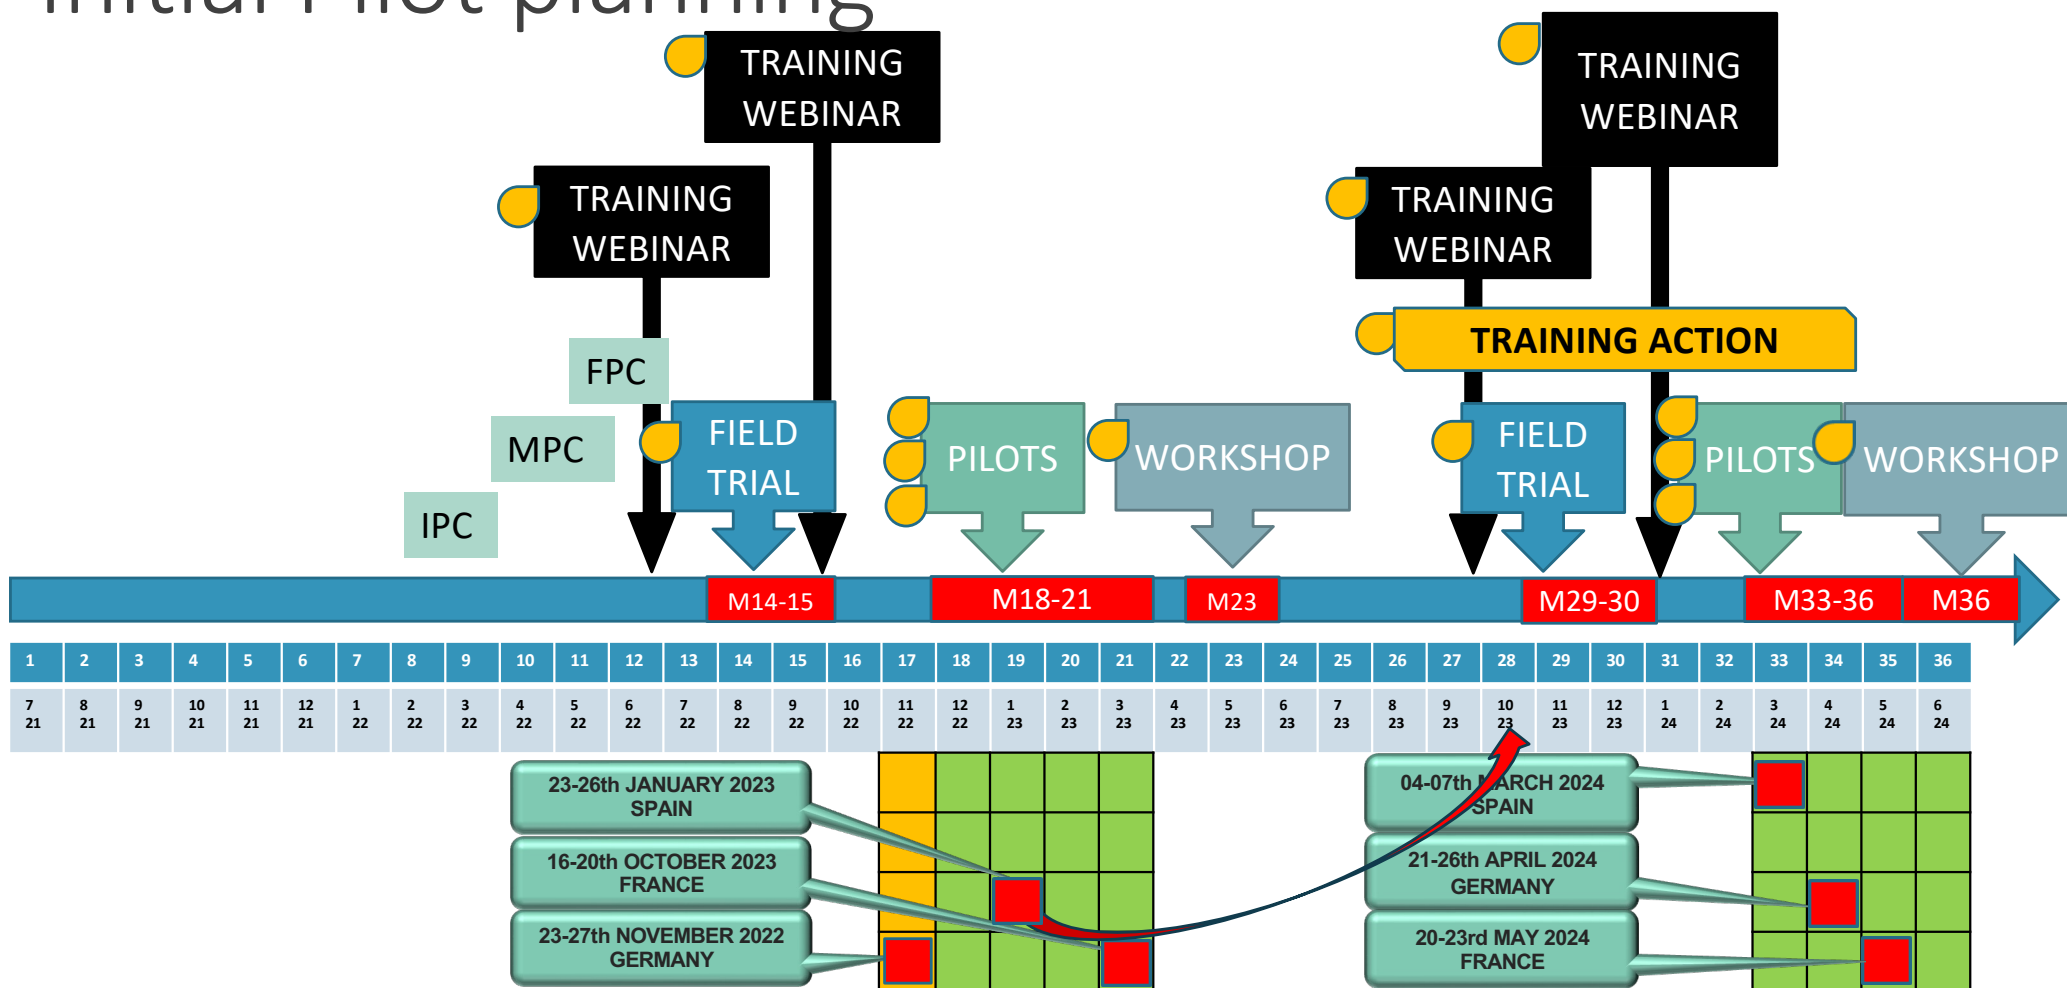 Initial Pilot planning
TRAINING
WEBINAR
TRAINING
WEBINAR
TRAINING
WEBINAR
TRAINING
WEBINAR
TRAINING ACTION
FPC
MPC
IPC
FIELD
TRIAL
PILOTS
WORKSHOP
FIELD
TRIAL
PILOTS
WORKSHOP
M14-15
M18-21
M23
M29-30
M33-36
M36
1 2 3 4 5 6 7 8 9 10 11 12 13 14 15 16 17 18 19 20 21 22 23 24 25 26 27 28 29 30 31 32 33 34 35 36
7 8 9 10 11 12 1 2 3 4 5 6 7 8 9 10 11 12 1 2 3 4 5 6 7 8 9 10 11 12 1 2 3 4 5 6
21 21 21 21 21 21 22 22 22 22 22 22 22 22 22 22 22 22 23 23 23 23 23 23 23 23 23 23 23 23 24 24 24 24 24 24
23-26th JANUARY 2023
SPAIN
16-20th OCTOBER 2023
FRANCE
23-27th NOVEMBER 2022
GERMANY
04-07th MARCH 2024
SPAIN
21-26th APRIL 2024
GERMANY
20-23rd MAY 2024
FRANCE